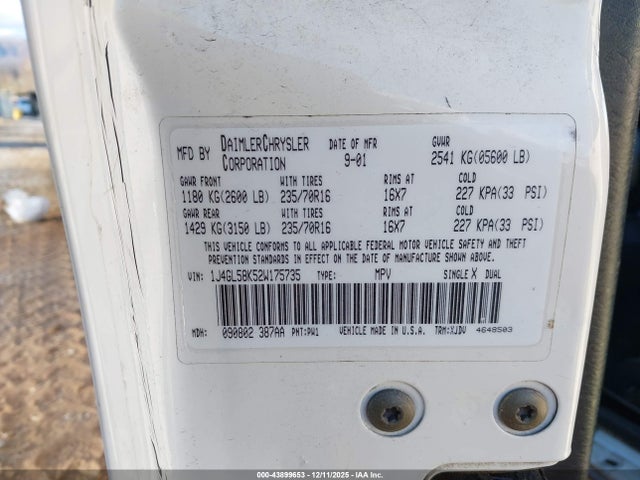 MFD BY DAIMLERCHRYSLER CORPORATION DATE OF MFR 9-01 GVWR 2541 KG(05600 LB)
GAWR FRONT WITH TIRES RIMS AT COLD
1180 KG(2600 LB) 235/70R16 16X7 227 KPA(33 PSI)
GAWR REAR WITH TIRES RIMS AT COLD
1429 KG(3150 LB) 235/70R16 16X7 227 KPA(33 PSI)
THIS VEHICLE CONFORMS TO ALL APPLICABLE FEDERAL MOTOR VEHICLE SAFETY AND THEFT
PREVENTION STANDARDS IN EFFECT ON THE DATE OF MANUFACTURE SHOWN ABOVE.
VIN: 1J4GL58K52W175735 TYPE: MPV SINGLE X DUAL
MDH: 090802 387AA PNT:PW1 VEHICLE MADE IN U.S.A. TRM:XJDV 4648503
000-43899653 - 12/11/2025 - IAAI.COM